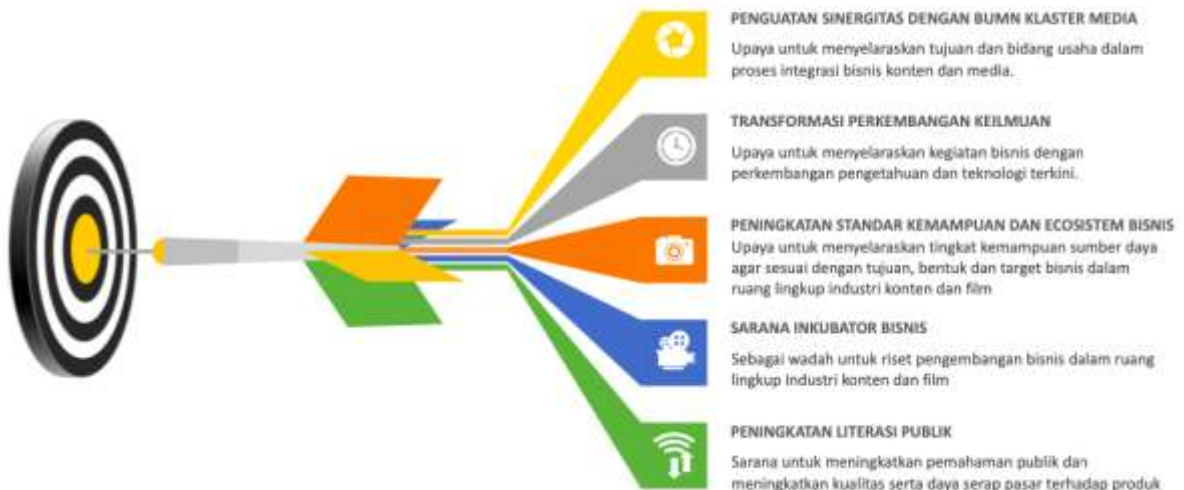 PENGUATAN SINERGITAS DENGAN BUMN KLASTER MEDIA
Upaya untuk menyelaraskan tujuan dan bidang usaha dalam
proses integrasi bisnis konten dan media.
TRANSFORMASI PERKEMBANGAN KEILMUAN
Upaya untuk menyelaraskan kegiatan bisnis dengan
perkembangan pengetahuan dan teknologi terkini.
PENINGKATAN STANDAR KEMAMPUAN DAN ECOSISTEM BISNIS
Upaya untuk menyelaraskan tingkat kemampuan sumber daya
agar sesuai dengan tujuan, bentuk dan target bisnis dalam
ruang lingkup industri konten dan film
SARANA INKUBATOR BISNIS
Sebagai wadah untuk riset pengembangan bisnis dalam ruang
lingkup Industri konten dan film
PENINGKATAN LITERASI PUBLIK
Sarana untuk meningkatkan pemahaman publik dan
meningkatkan kualitas serta daya serap pasar terhadap produk